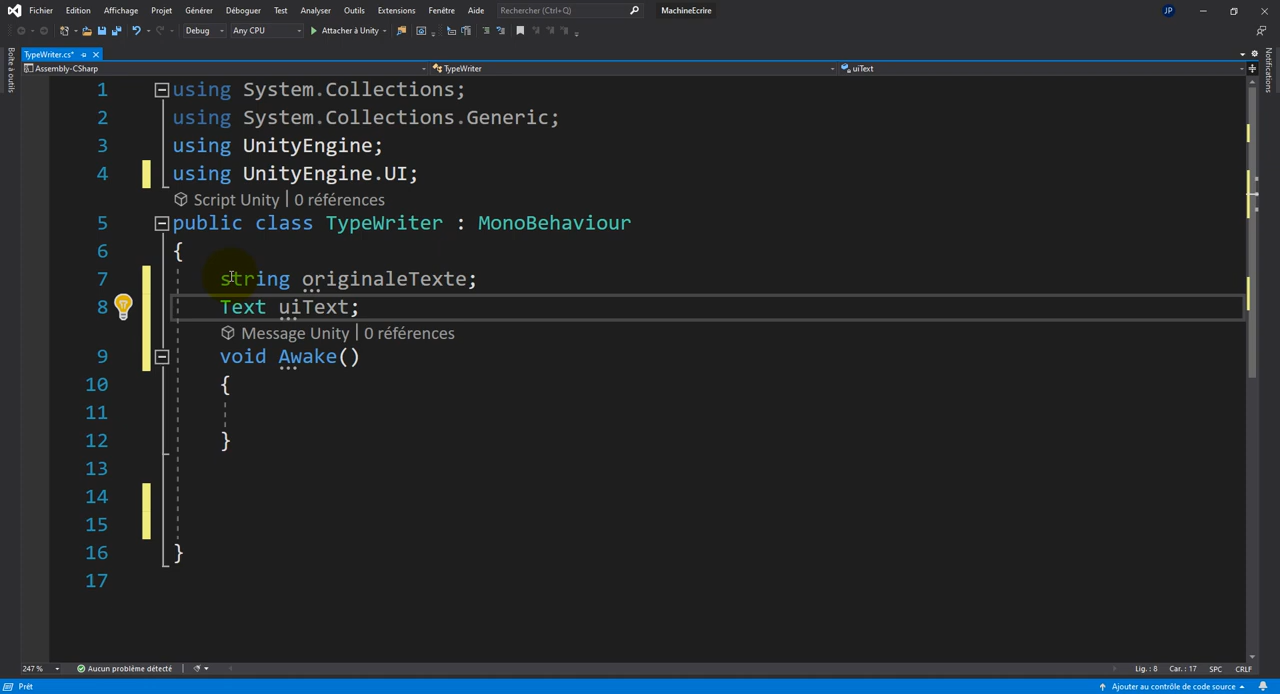 Fichier Edition Affichage Projet Générer Déboguer Test Analyser Outils Extensions Fenêtre Aide Rechercher (Ctrl+Q) MachineEcrire JP
Debug Any CPU Attacher à Unity
TypeWriter.cs*
Assembly-CSharp TypeWriter uiText
Boîte à outils
Notifications
1 using System.Collections;
2 using System.Collections.Generic;
3 using UnityEngine;
4 using UnityEngine.UI;
Script Unity | 0 références
5 public class TypeWriter : MonoBehaviour
6 {
7 string originaleTexte;
8 Text uiText;
Message Unity | 0 références
9 void Awake()
10 {
11
12 }
13
14
15
16 }
17
247 % Aucun problème détecté Lig. : 8 Car. : 17 SPC CRLF
Prêt Ajouter au contrôle de code source